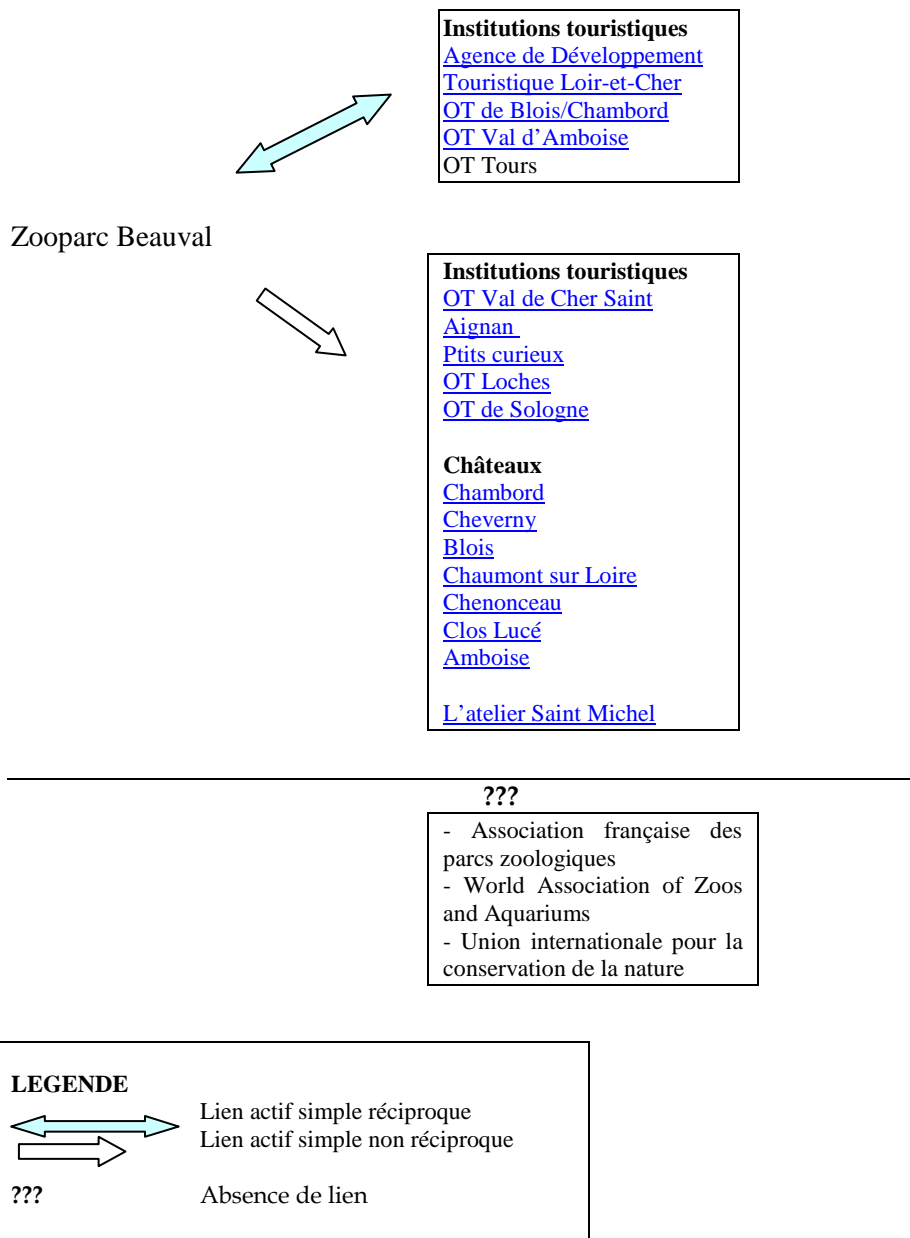 Institutions touristiques
Agence de Développement
Touristique Loir-et-Cher
OT de Blois/Chambord
OT Val d'Amboise
OT Tours
Zooparc Beauval
Institutions touristiques
OT Val de Cher Saint
Aignan
Ptits curieux
OT Loches
OT de Sologne
Châteaux
Chambord
Cheverny
Blois
Chaumont sur Loire
Chenonceau
Clos Lucé
Amboise
L'atelier Saint Michel
???
- Association française des
parcs zoologiques
- World Association of Zoos
and Aquariums
- Union internationale pour la
conservation de la nature
LEGENDE
Lien actif simple réciproque
Lien actif simple non réciproque
??? Absence de lien